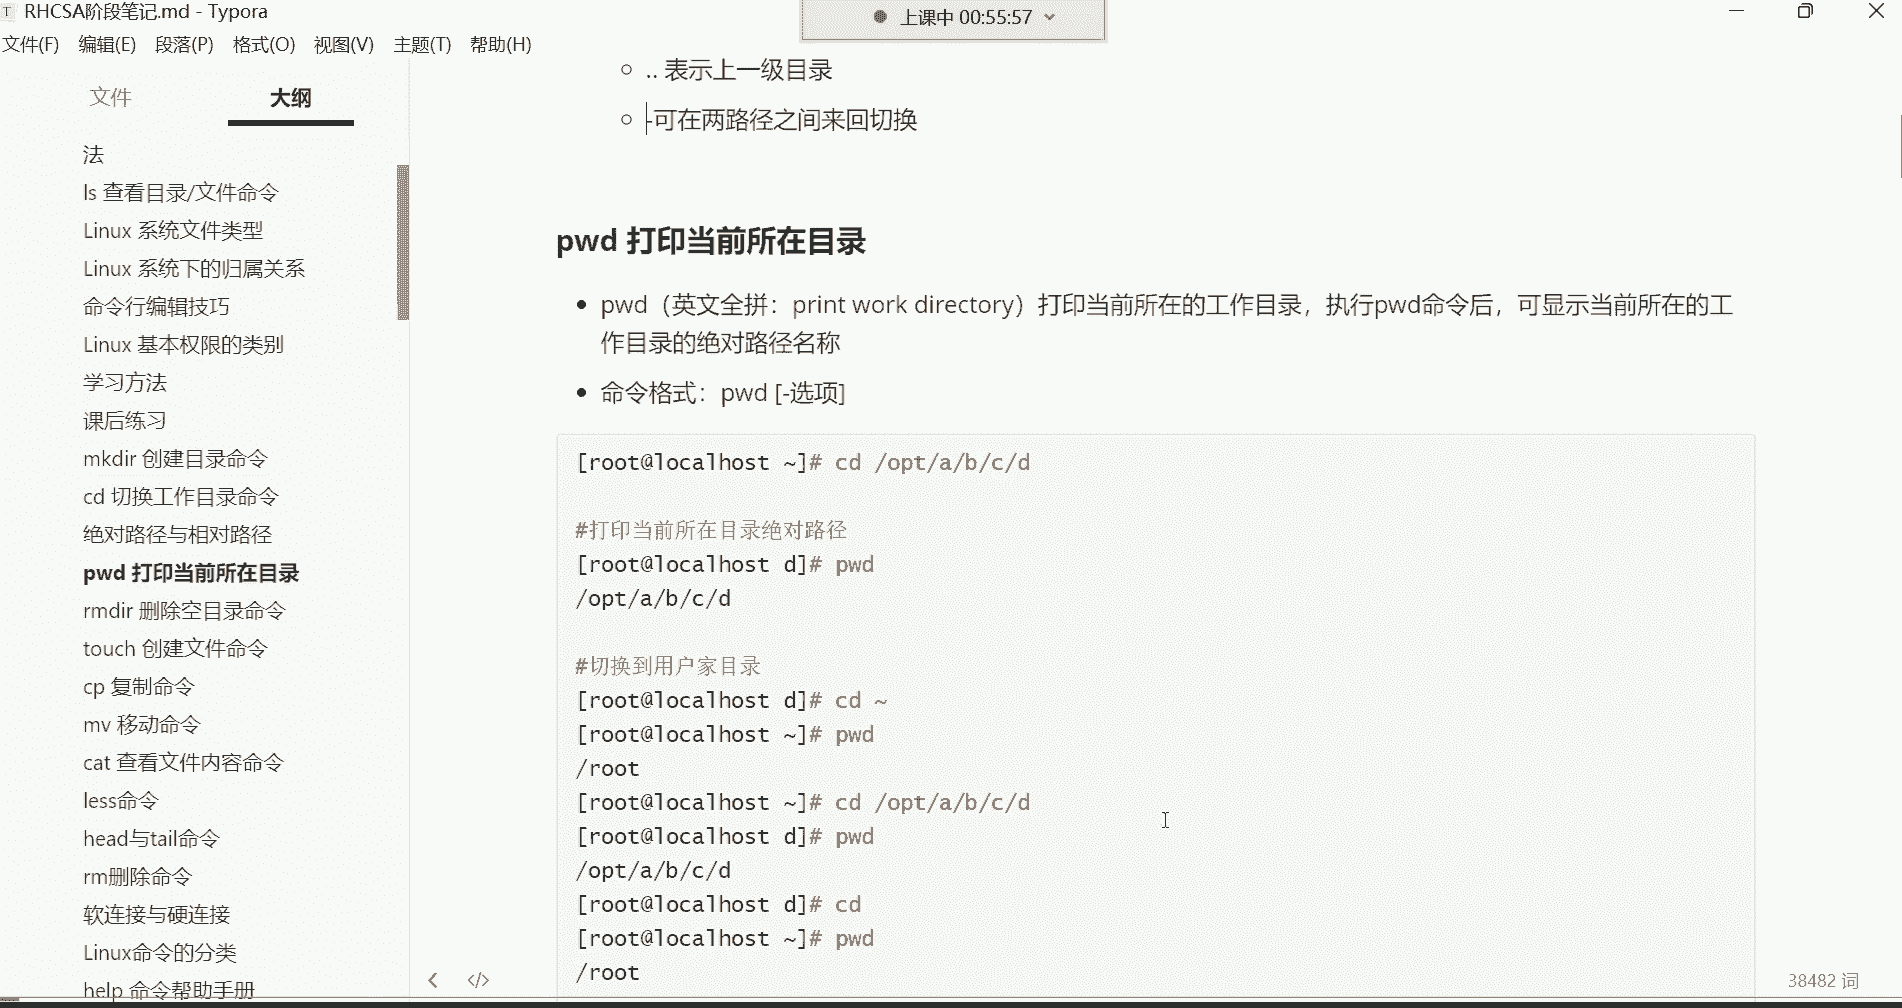 RHCSA阶段笔记.md - Typora
上课中 00:55:57
文件(F) 编辑(E) 段落(P) 格式(O) 视图(V) 主题(T) 帮助(H)
文件 大纲
法
ls 查看目录/文件命令
Linux 系统文件类型
Linux 系统下的归属关系
命令行编辑技巧
Linux 基本权限的类别
学习方法
课后练习
mkdir 创建目录命令
cd 切换工作目录命令
绝对路径与相对路径
pwd 打印当前所在目录
rmdir 删除空目录命令
touch 创建文件命令
cp 复制命令
mv 移动命令
cat 查看文件内容命令
less命令
head与tail命令
rm删除命令
软连接与硬连接
Linux命令的分类
help 命令帮助手册
.. 表示上一级目录
-可在两路径之间来回切换
pwd 打印当前所在目录
pwd（英文全拼：print work directory）打印当前所在的工作目录，执行pwd命令后，可显示当前所在的工
作目录的绝对路径名称
命令格式：pwd [-选项]
[root@localhost ~]# cd /opt/a/b/c/d
#打印当前所在目录绝对路径
[root@localhost d]# pwd
/opt/a/b/c/d
#切换到用户家目录
[root@localhost d]# cd ~
[root@localhost ~]# pwd
/root
[root@localhost ~]# cd /opt/a/b/c/d
[root@localhost d]# pwd
/opt/a/b/c/d
[root@localhost d]# cd
[root@localhost ~]# pwd
/root
38482 词